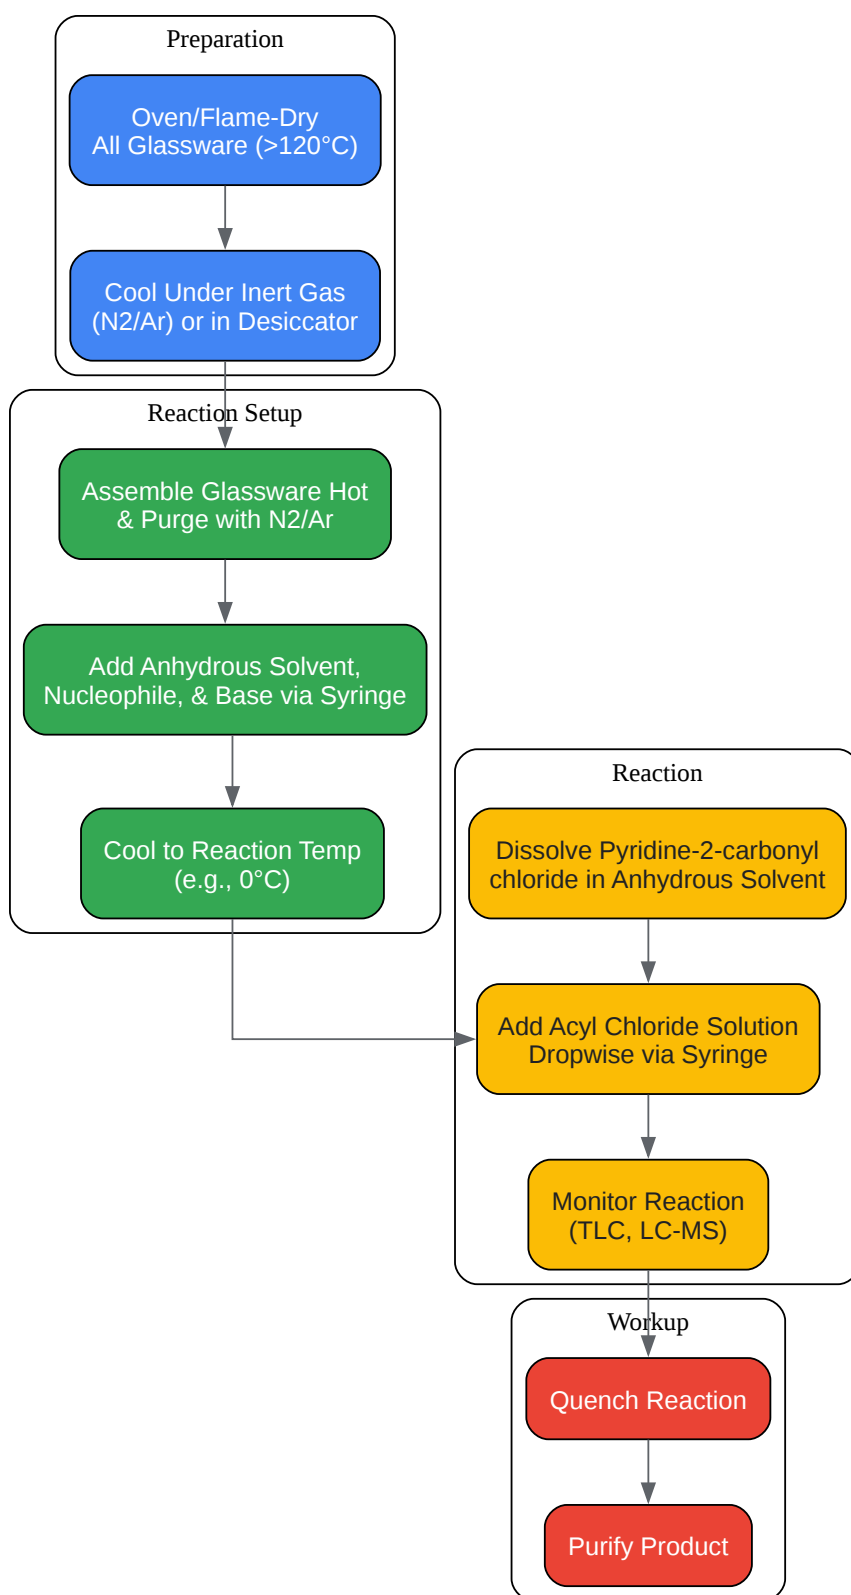 Preparation
Oven/Flame-Dry
All Glassware (>120°C)
Cool Under Inert Gas
(N2/Ar) or in Desiccator
Reaction Setup
Assemble Glassware Hot
& Purge with N2/Ar
Add Anhydrous Solvent,
Nucleophile, & Base via Syringe
Cool to Reaction Temp
(e.g., 0°C)
Reaction
Dissolve Pyridine-2-carbonyl
chloride in Anhydrous Solvent
Add Acyl Chloride Solution
Dropwise via Syringe
Monitor Reaction
(TLC, LC-MS)
Workup
Quench Reaction
Purify Product